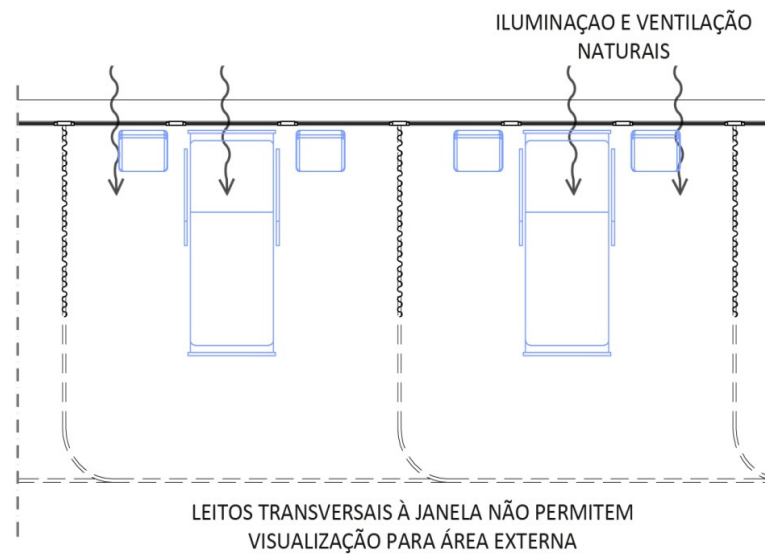 ILUMINAÇAO E VENTILAÇÃO
NATURAIS
LEITOS TRANSVERSAIS À JANELA NÃO PERMITEM
VISUALIZAÇÃO PARA ÁREA EXTERNA